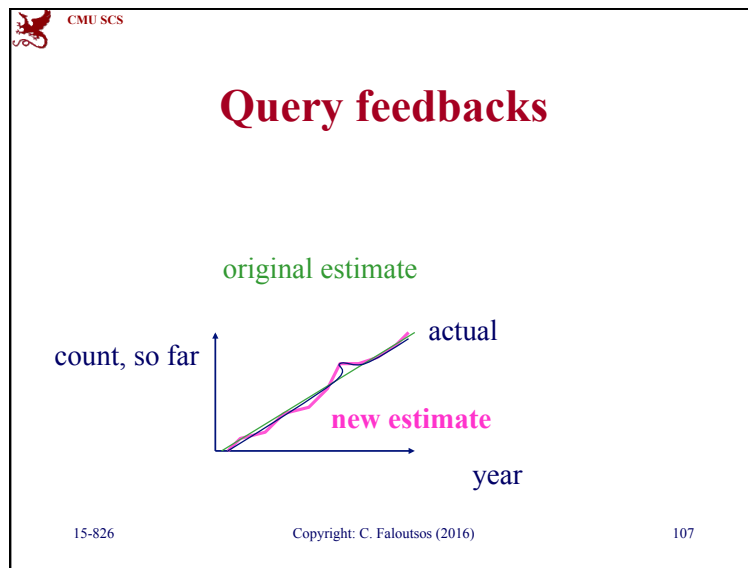 CMU SCS
Query feedbacks
original estimate
actual
count, so far
new estimate
year
15-826
Copyright: C. Faloutsos (2016)
107